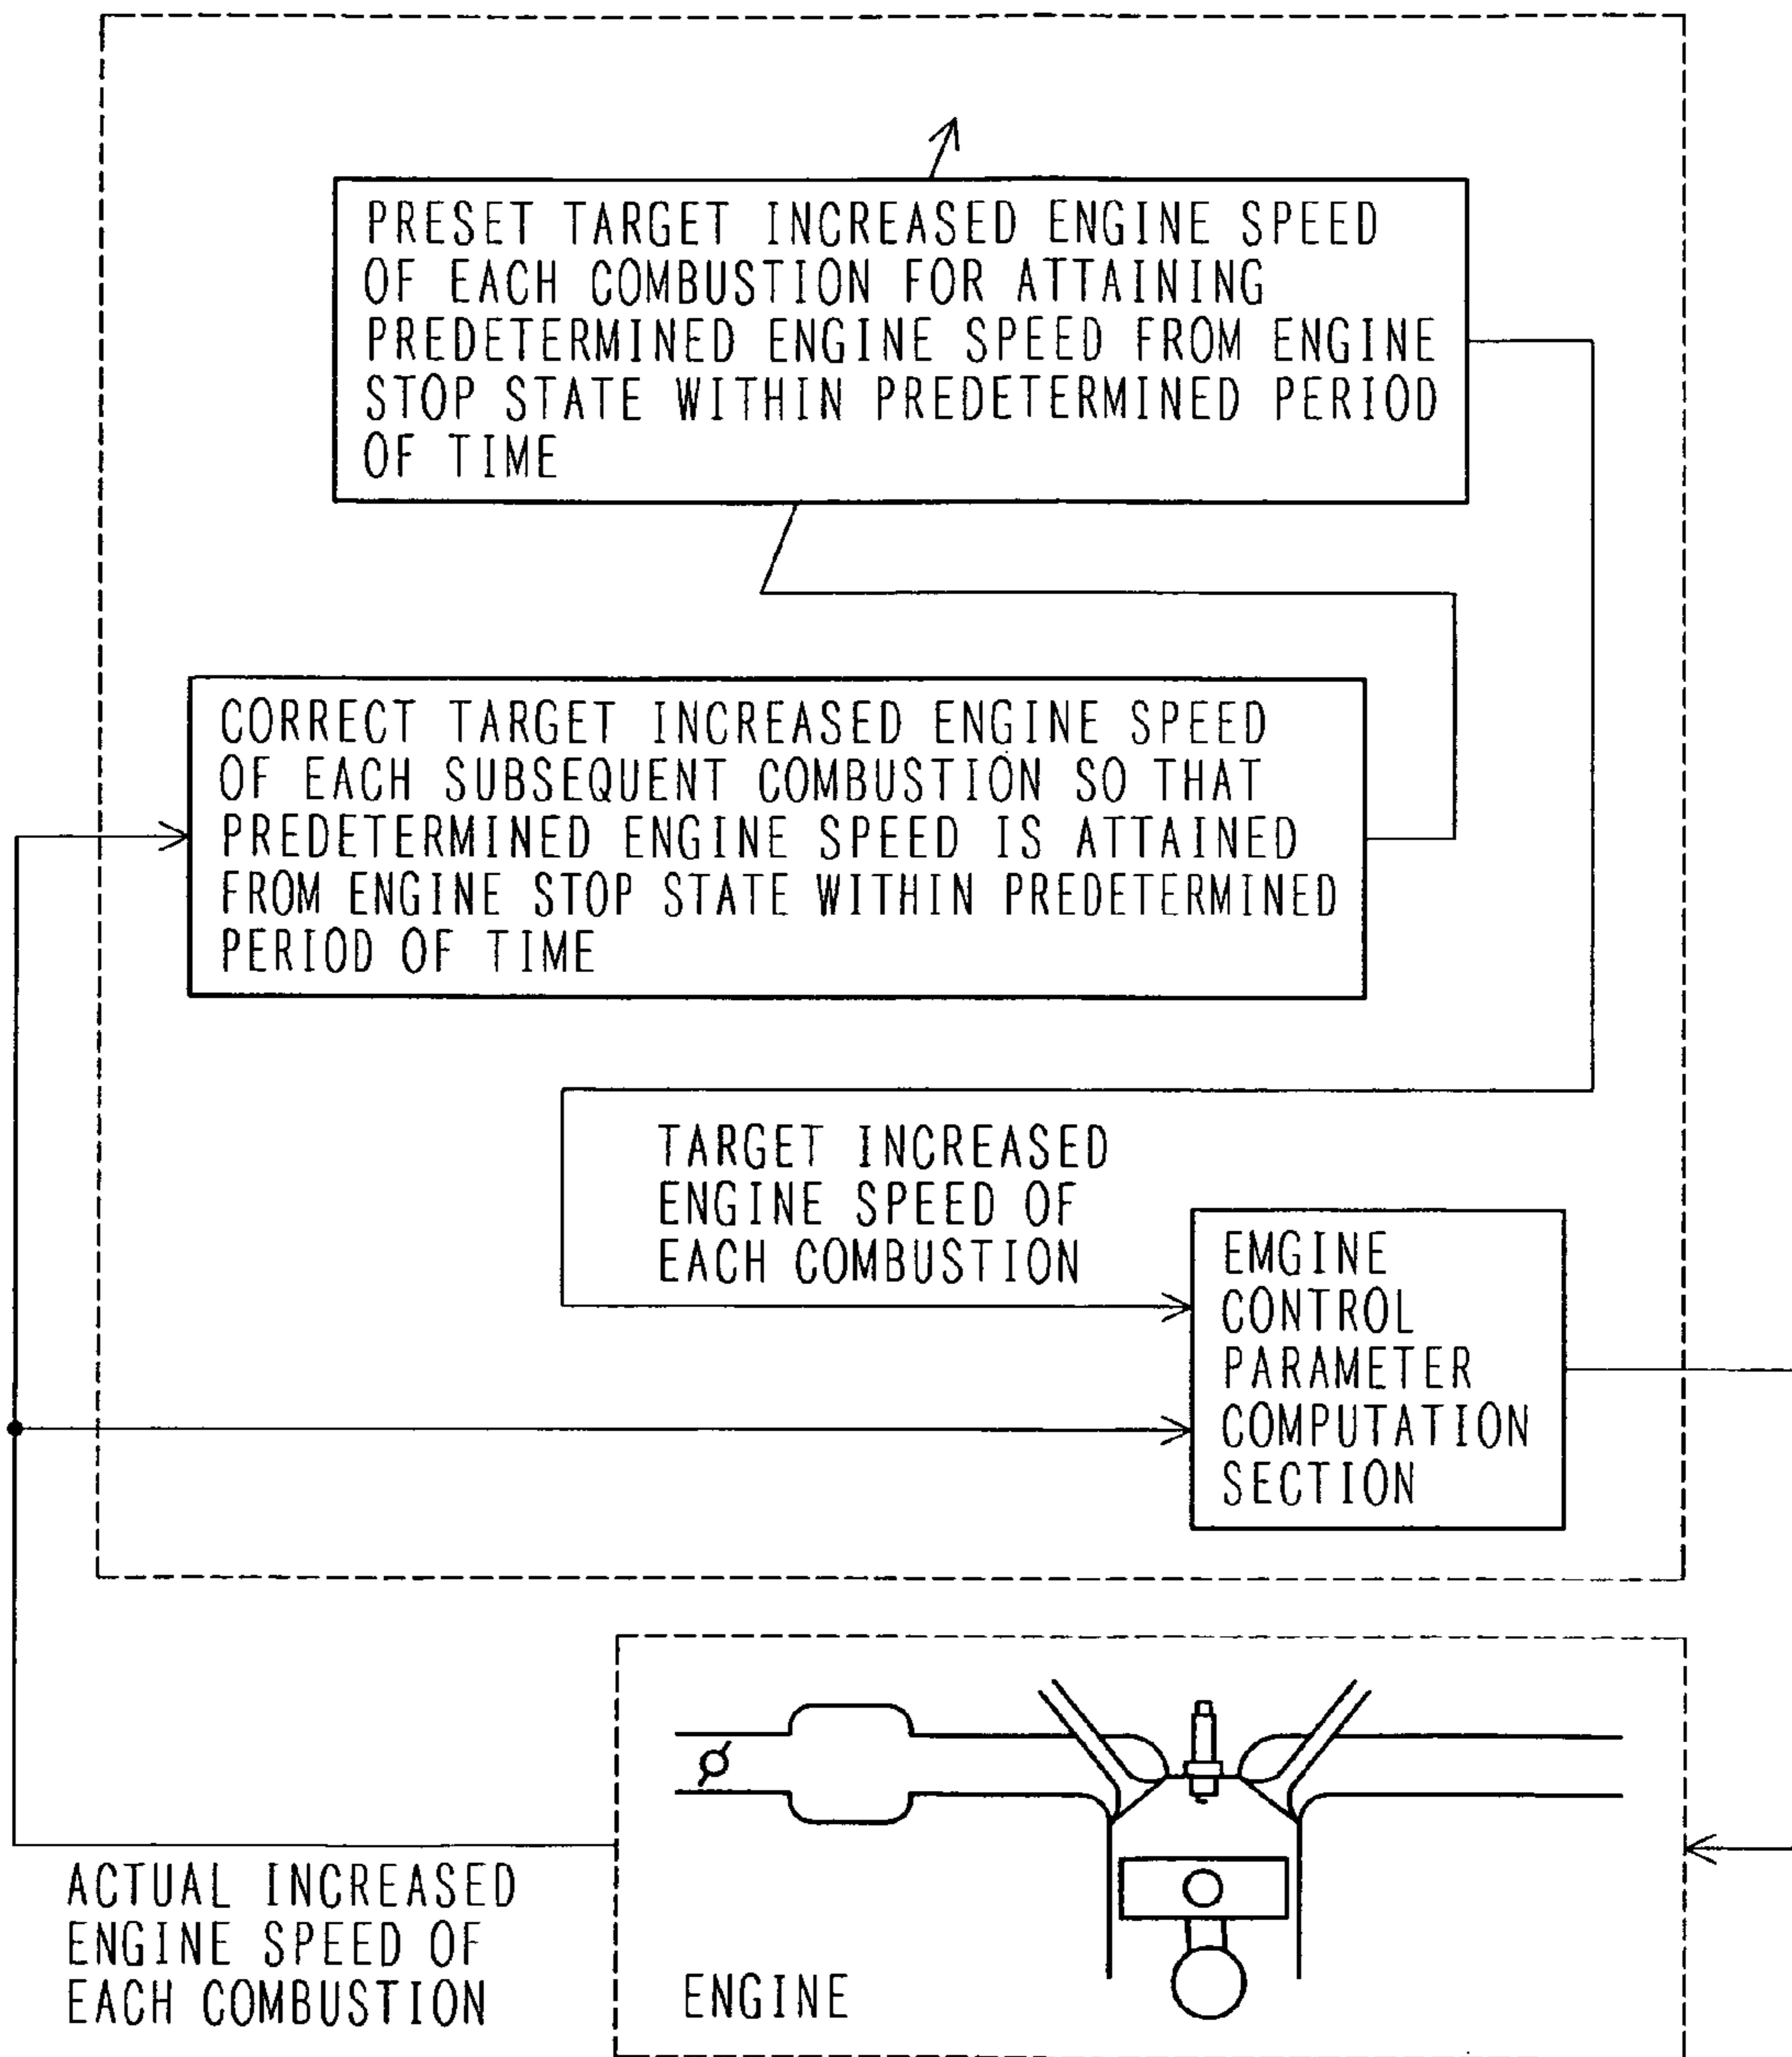 PRESET TARGET INCREASED ENGINE SPEED
OF EACH COMBUSTION FOR ATTAINING
PREDETERMINED ENGINE SPEED FROM ENGINE
STOP STATE WITHIN PREDETERMINED PERIOD
OF TIME
CORRECT TARGET INCREASED ENGINE SPEED
OF EACH SUBSEQUENT COMBUSTION SO THAT
PREDETERMINED ENGINE SPEED IS ATTAINED
FROM ENGINE STOP STATE WITHIN PREDETERMINED
PERIOD OF TIME
TARGET INCREASED
ENGINE SPEED OF
EACH COMBUSTION
EMGINE
CONTROL
PARAMETER
COMPUTATION
SECTION
ACTUAL INCREASED
ENGINE SPEED OF
EACH COMBUSTION
ENGINE